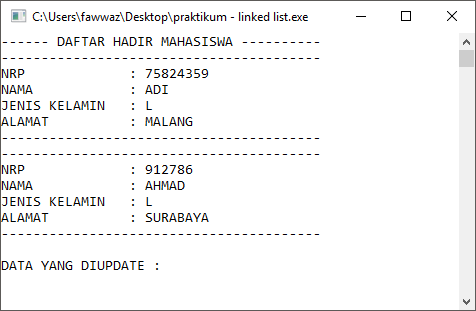 C:\Users\fawwaz\Desktop\praktikum - linked list.exe
------ DAFTAR HADIR MAHASISWA ----------
----------------------------------------
NRP             : 75824359
NAMA            : ADI
JENIS KELAMIN   : L
ALAMAT          : MALANG
----------------------------------------
----------------------------------------
NRP             : 912786
NAMA            : AHMAD
JENIS KELAMIN   : L
ALAMAT          : SURABAYA
----------------------------------------
DATA YANG DIUPDATE :